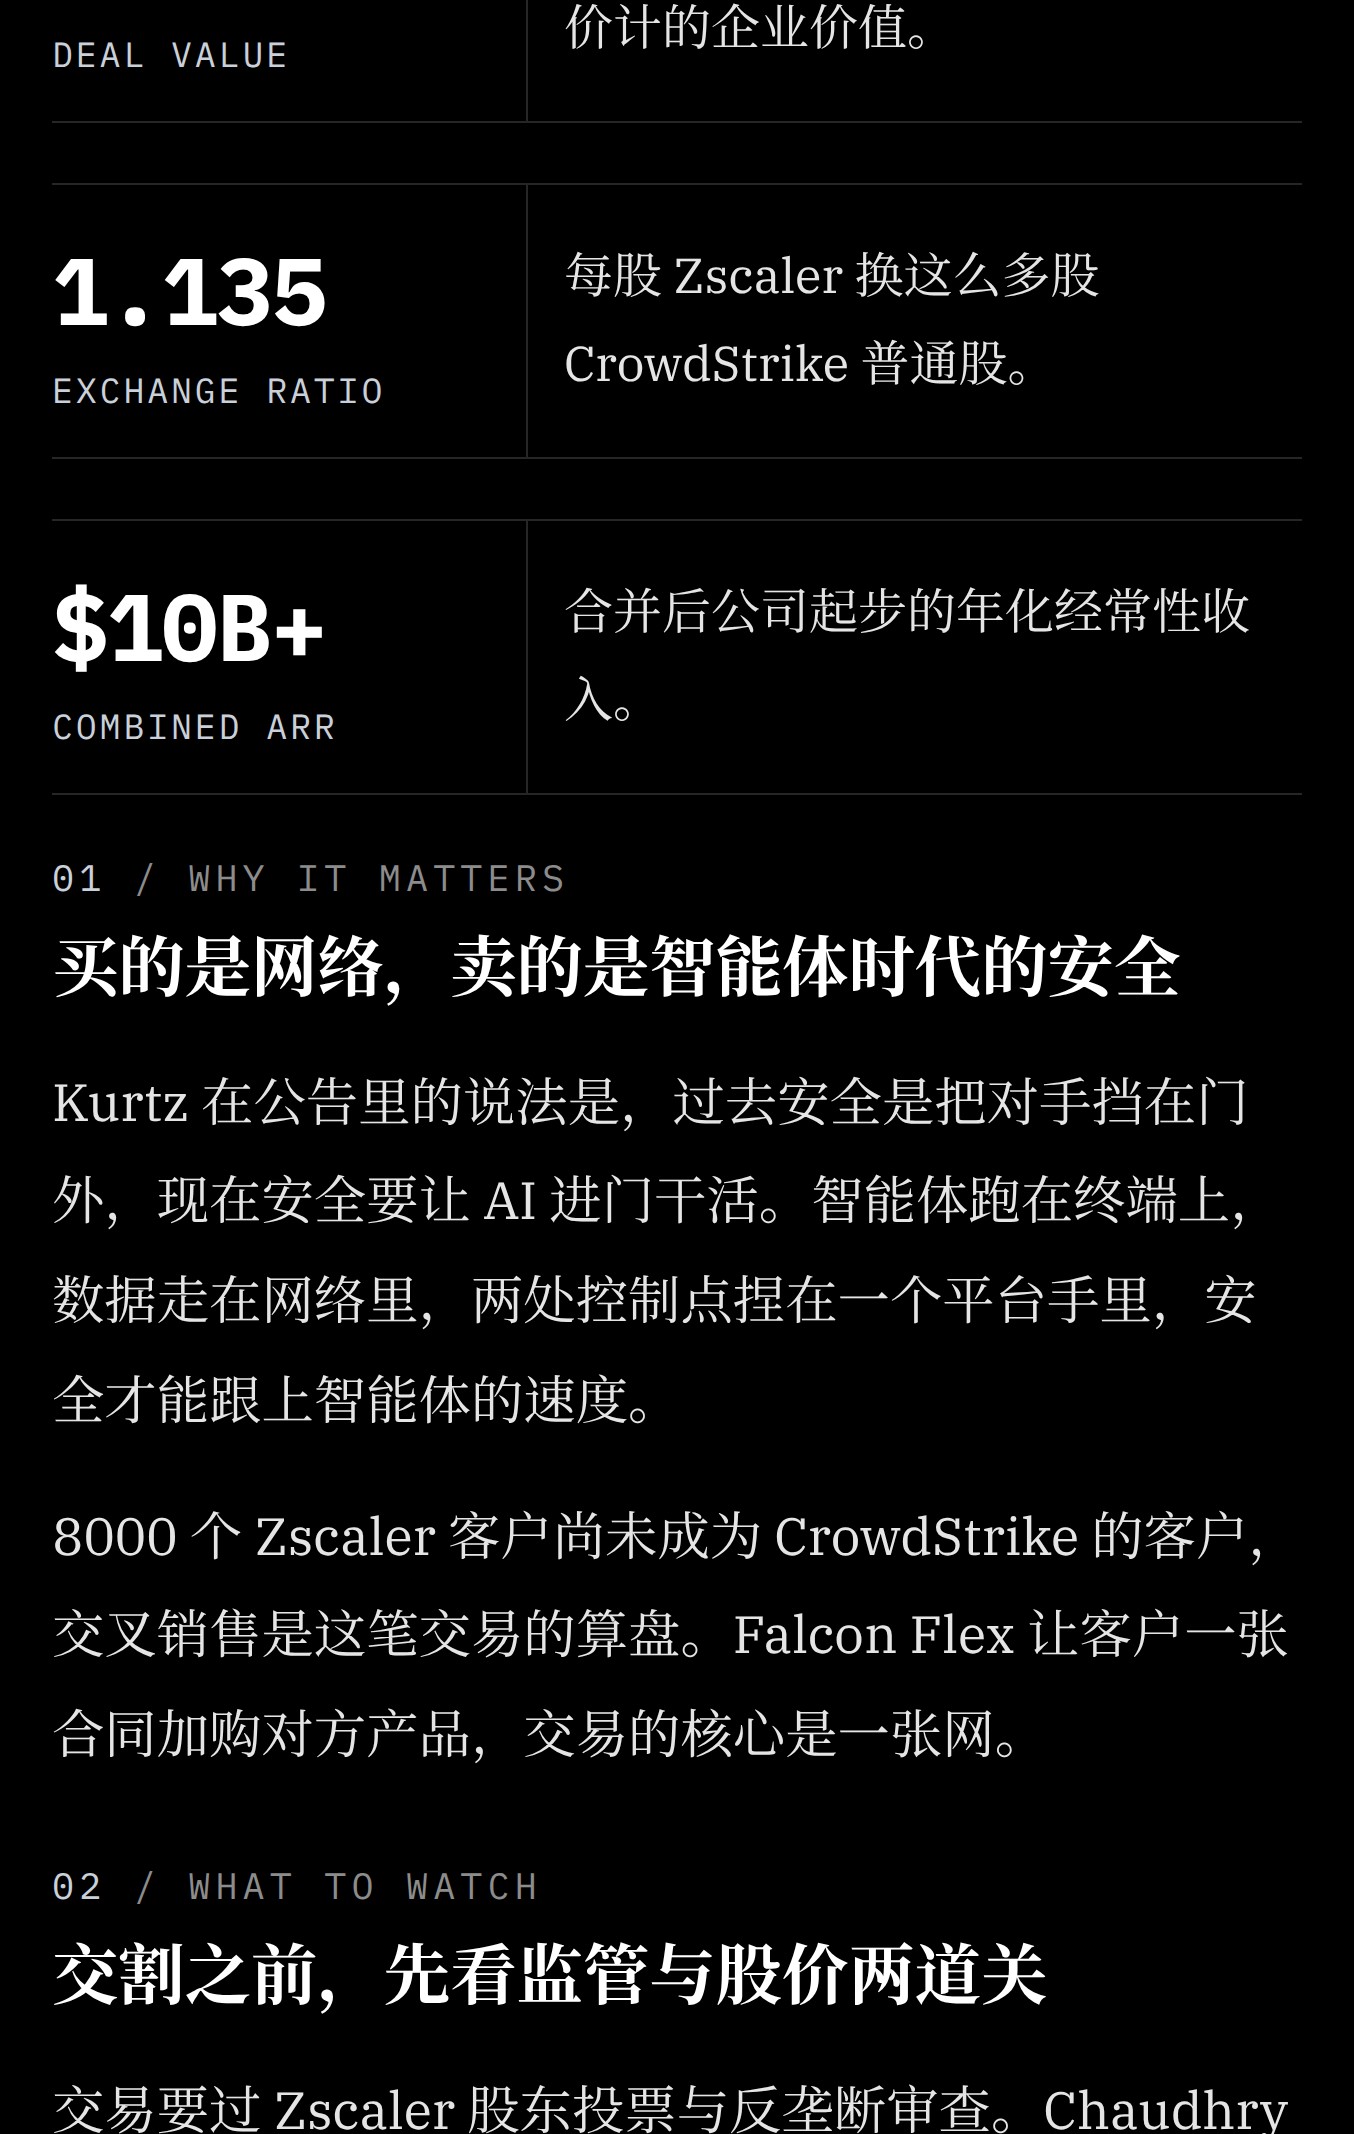 价计的企业价值。
DEAL VALUE
1.135
EXCHANGE RATIO
每股 Zscaler 换这么多股
CrowdStrike 普通股。
$10B+
COMBINED ARR
合并后公司起步的年化经常性收
入。
01 / WHY IT MATTERS
买的是网络，卖的是智能体时代的安全
Kurtz 在公告里的说法是，过去安全是把对手挡在门
外，现在安全要让 AI 进门干活。智能体跑在终端上，
数据走在网络里，两处控制点捏在一个平台手里，安
全才能跟上智能体的速度。
8000 个 Zscaler 客户尚未成为 CrowdStrike 的客户，
交叉销售是这笔交易的算盘。Falcon Flex 让客户一张
合同加购对方产品，交易的核心是一张网。
02 / WHAT TO WATCH
交割之前，先看监管与股价两道关
交易要过 Zscaler 股东投票与反垄断审查。Chaudhry